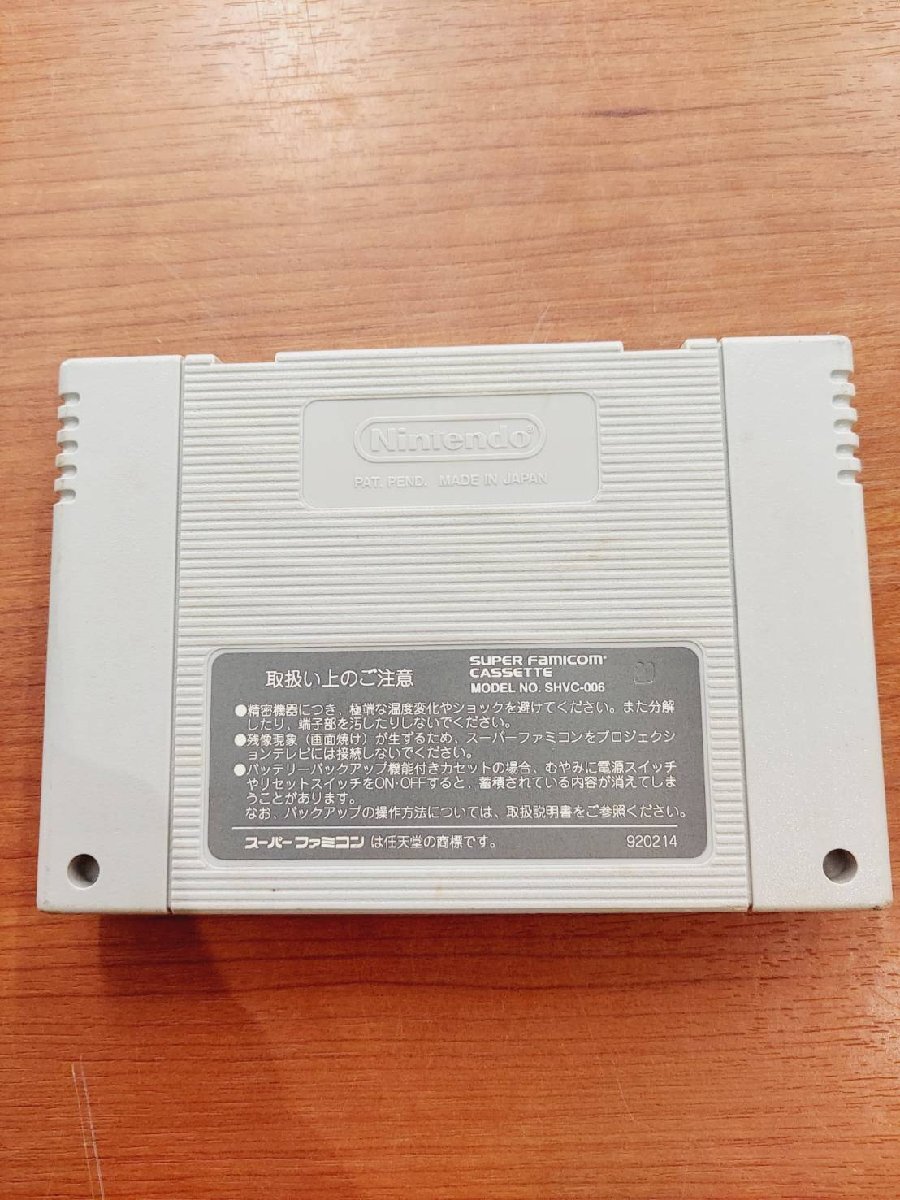 Nintendo®
PAT. PEND. MADE IN JAPAN
取扱い上のご注意
SUPER FAMICOM
CASSETTE
MODEL NO. SHVC-006
20
●精密機器につき、極端な温度変化やショックを避けてください。また分解
したり、端子部を汚したりしないでください。
●残像現象（画面焼け）が生ずるため、スーパーファミコンをプロジェクシ
ョンテレビには接続しないでください。
●バッテリーバックアップ機能付きカセットの場合、むやみに電源スイッチ
やリセットスイッチをON・OFFすると、蓄積されている内容が消えてしま
うことがあります。
なお、バックアップの操作方法については、取扱説明書をご参照ください。
スーパーファミコンは任天堂の商標です。
920214